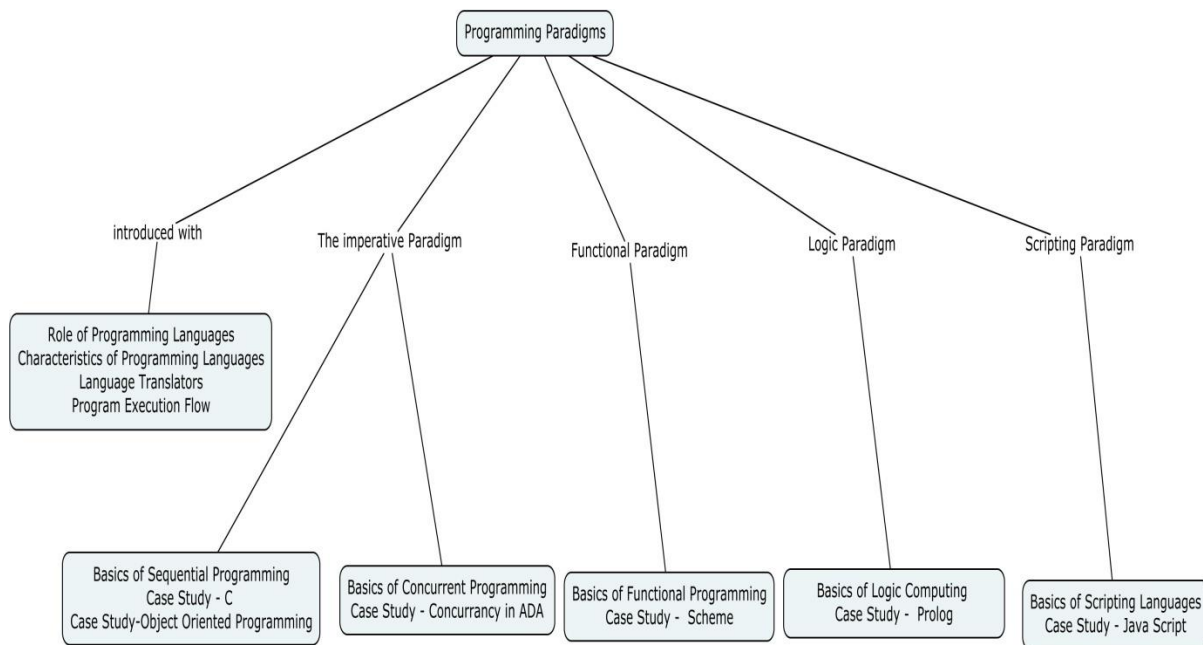 Programming Paradigms
introduced with
The imperative Paradigm
Functional Paradigm
Logic Paradigm
Scripting Paradigm
Role of Programming Languages
Characteristics of Programming Languages
Language Translators
Program Execution Flow
Basics of Sequential Programming
Case Study - C
Case Study-Object Oriented Programming
Basics of Concurrent Programming
Case Study - Concurrancy in ADA
Basics of Functional Programming
Case Study - Scheme
Basics of Logic Computing
Case Study - Prolog
Basics of Scripting Languages
Case Study - Java Script